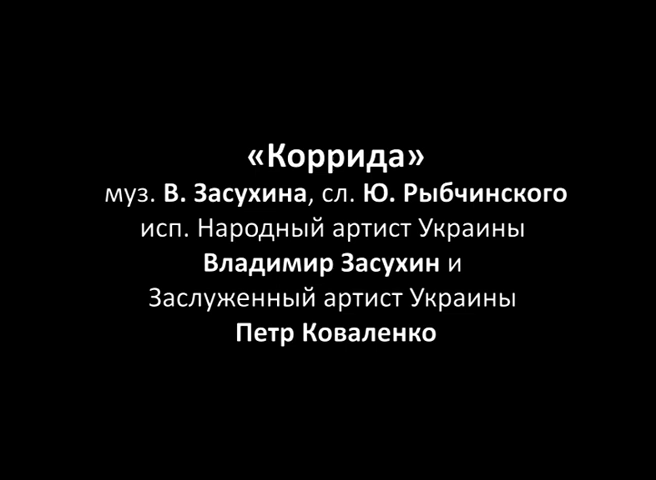 «Коррида»
муз. В. Засухина, сл. Ю. Рыбчинского
исп. Народный артист Украины
Владимир Засухин и
Заслуженный артист Украины
Петр Коваленко